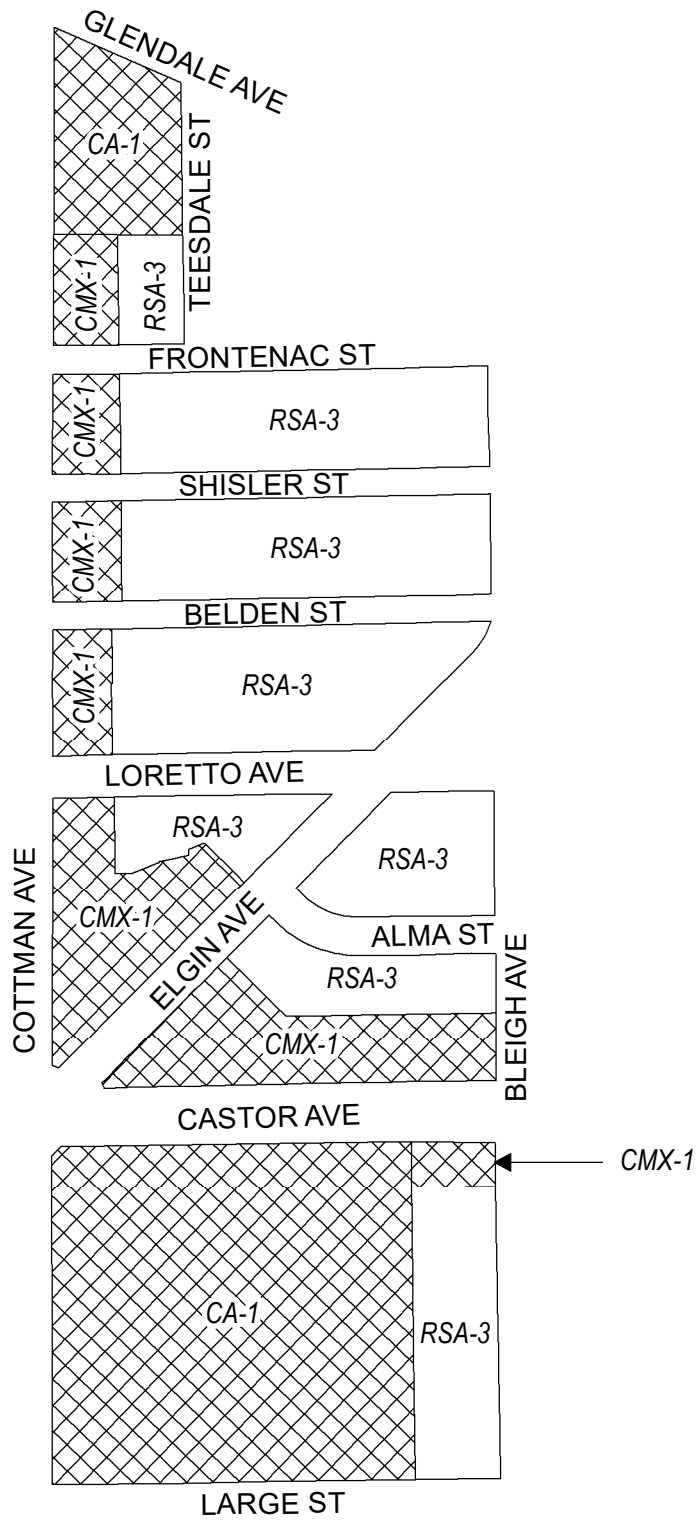 GLENDALE AVE
CA-1
TEESDALE ST
CMX-1
RSA-3
FRONTENAC ST
CMX-1
RSA-3
SHISLER ST
CMX-1
RSA-3
BELDEN ST
CMX-1
RSA-3
LORETTO AVE
RSA-3
RSA-3
COTTMAN AVE
CMX-1
ELGIN AVE
ALMA ST
RSA-3
BLEIGH AVE
CMX-1
CASTOR AVE
CMX-1
CA-1
RSA-3
LARGE ST